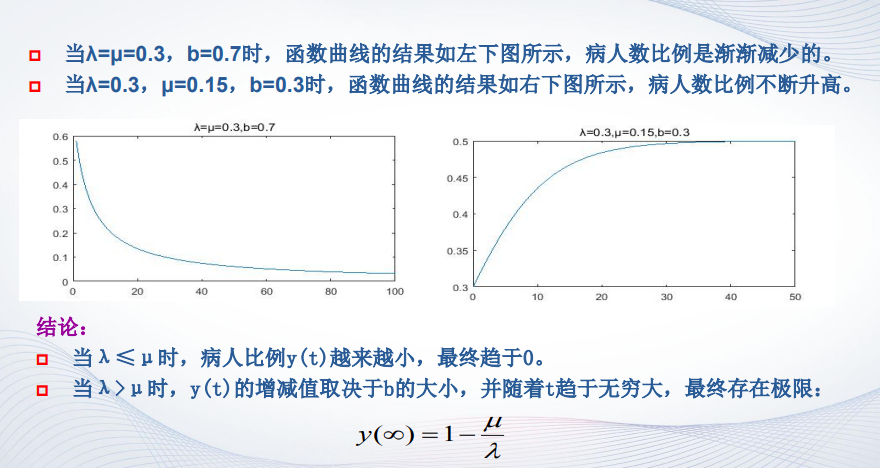 当λ=μ=0.3，b=0.7时，函数曲线的结果如左下图所示，病人数比例是渐渐减少的。
当λ=0.3，μ=0.15，b=0.3时，函数曲线的结果如右下图所示，病人数比例不断升高。
λ=μ=0.3,b=0.7
0.6
0.5
0.4
0.3
0.2
0.1
0
0 20 40 60 80 100
λ=0.3,μ=0.15,b=0.3
0.5
0.45
0.4
0.35
0.3
0 10 20 30 40 50
结论：
当λ≤μ时，病人比例y(t)越来越小，最终趋于0。
当λ>μ时，y(t)的增减值取决于b的大小，并随着t趋于无穷大，最终存在极限：
y(∞)=1−μ/λ